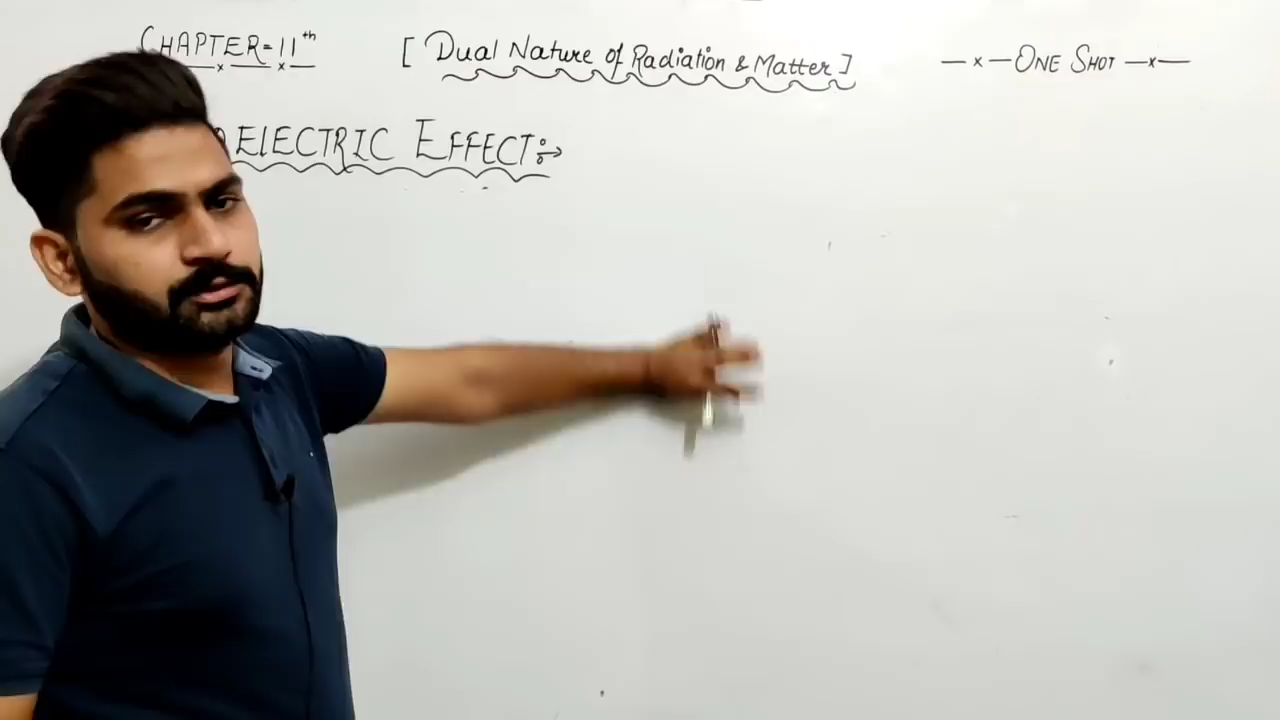 CHAPTER=11th [ Dual Nature of Radiation & Matter ] —x—ONE SHOT—x—
ELECTRIC EFFECT:→